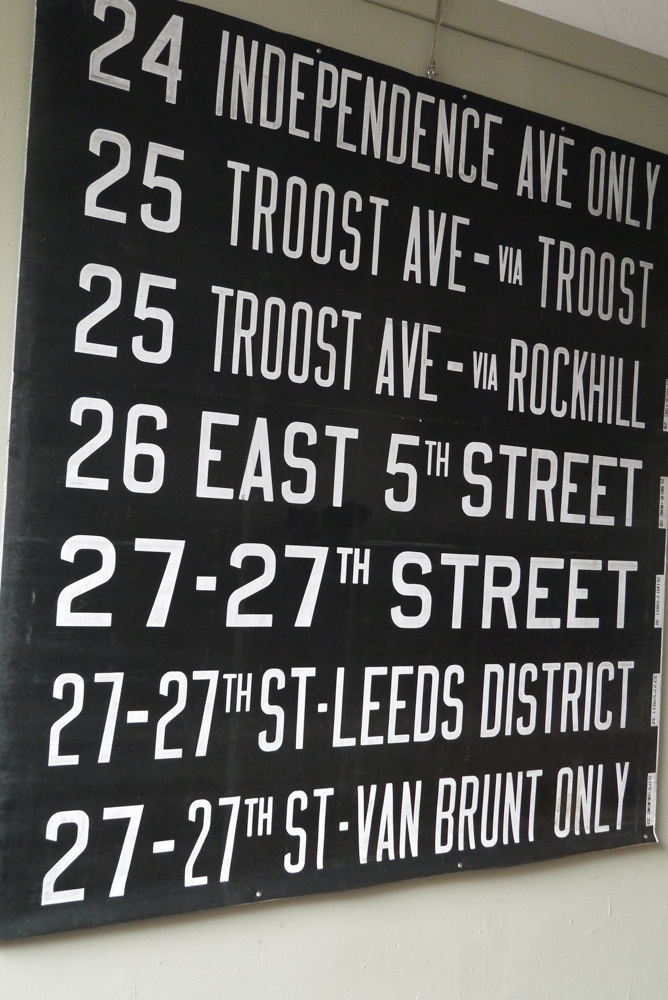 24 INDEPENDENCE AVE ONLY
25 TROOST AVE - VIA TROOST
25 TROOST AVE - VIA ROCKHILL
26 EAST 5TH STREET
27-27TH STREET
27-27TH ST-LEEDS DISTRICT
27-27TH ST-VAN BRUNT ONLY